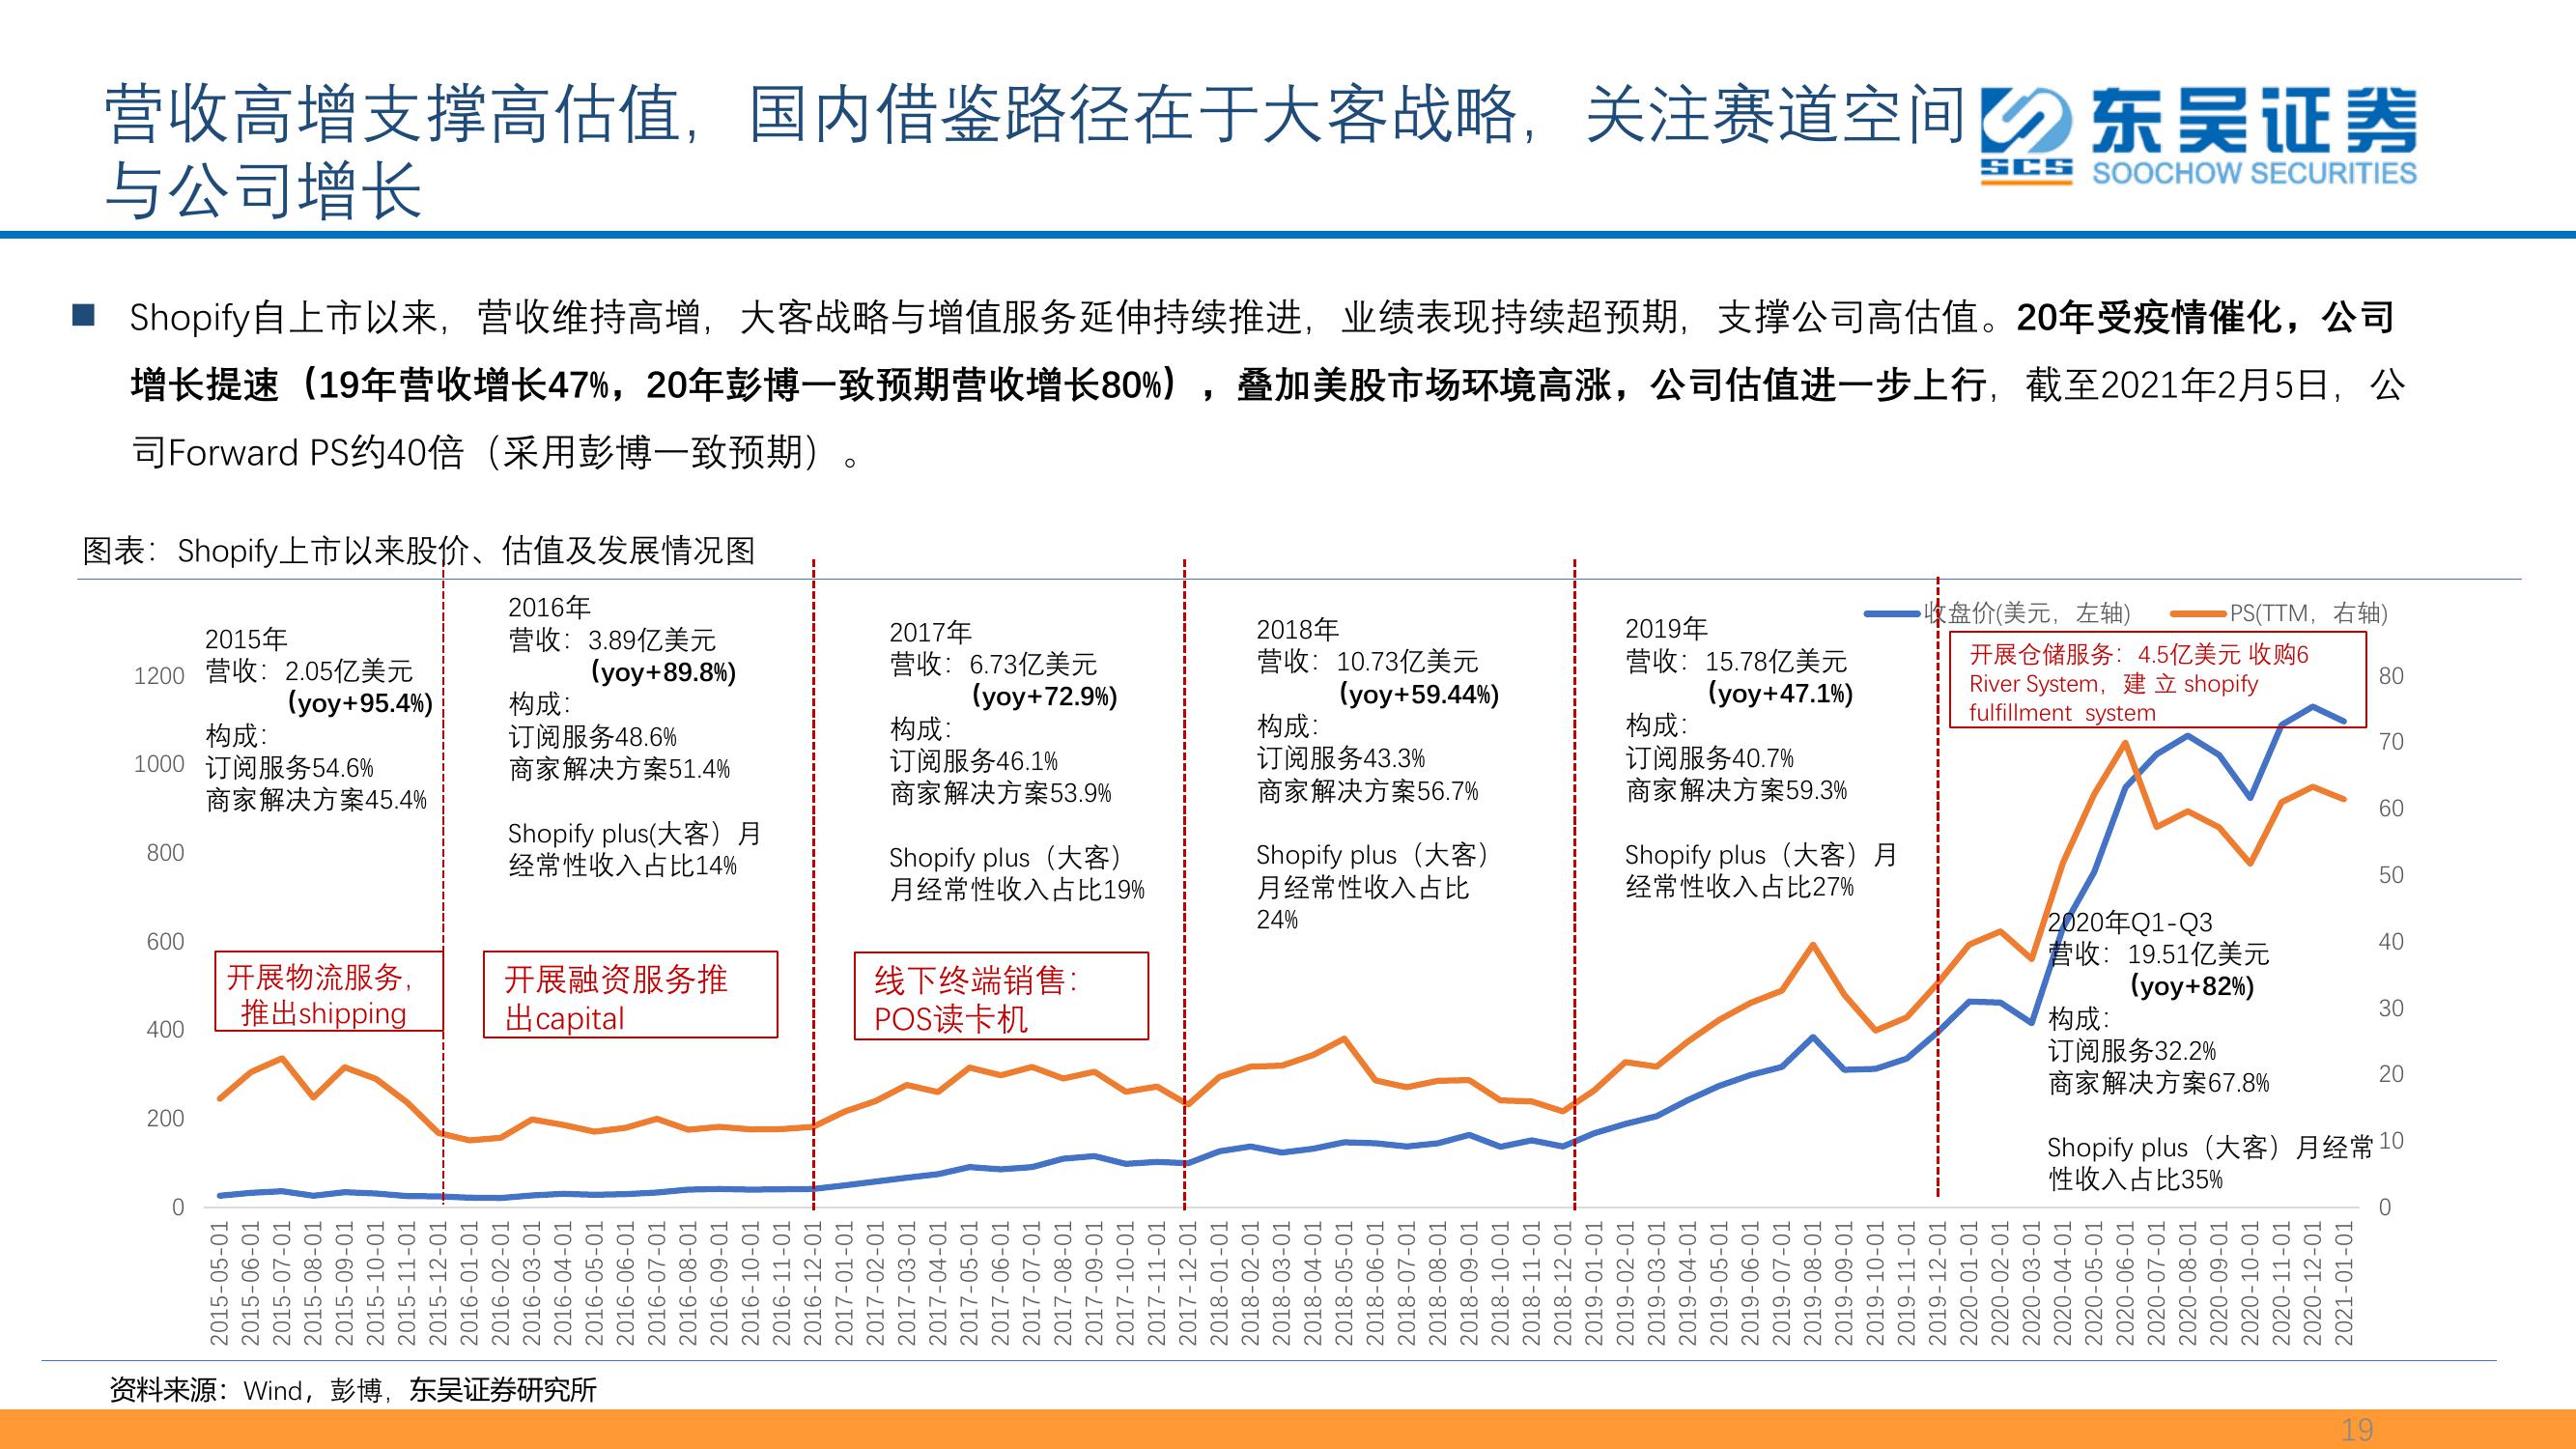 营收高增支撑高估值，国内借鉴路径在于大客战略，关注赛道空间
与公司增长
SCS
东吴证券
SOOCHOW SECURITIES
Shopify自上市以来，营收维持高增，大客战略与增值服务延伸持续推进，业绩表现持续超预期，支撑公司高估值。20年受疫情催化，公司
增长提速（19年营收增长47%，20年彭博一致预期营收增长80%），叠加美股市场环境高涨，公司估值进一步上行，截至2021年2月5日，公
司Forward PS约40倍（采用彭博一致预期）。
图表：Shopify上市以来股价、估值及发展情况图
收盘价(美元，左轴)
PS(TTM，右轴)
2015年
营收：2.05亿美元
(yoy+95.4%)
构成：
订阅服务54.6%
商家解决方案45.4%
开展物流服务，
推出shipping
2016年
营收：3.89亿美元
(yoy+89.8%)
构成：
订阅服务48.6%
商家解决方案51.4%
Shopify plus(大客）月
经常性收入占比14%
开展融资服务推
出capital
2017年
营收：6.73亿美元
(yoy+72.9%)
构成：
订阅服务46.1%
商家解决方案53.9%
Shopify plus（大客）
月经常性收入占比19%
线下终端销售：
POS读卡机
2018年
营收：10.73亿美元
(yoy+59.44%)
构成：
订阅服务43.3%
商家解决方案56.7%
Shopify plus（大客）
月经常性收入占比
24%
2019年
营收：15.78亿美元
(yoy+47.1%)
构成：
订阅服务40.7%
商家解决方案59.3%
Shopify plus（大客）月
经常性收入占比27%
开展仓储服务：4.5亿美元 收购6
River System，建 立 shopify
fulfillment system
2020年Q1-Q3
营收：19.51亿美元
(yoy+82%)
构成：
订阅服务32.2%
商家解决方案67.8%
Shopify plus（大客）月经常
性收入占比35%
1200
1000
800
600
400
200
0
80
70
60
50
40
30
20
10
0
2015-05-01
2015-06-01
2015-07-01
2015-08-01
2015-09-01
2015-10-01
2015-11-01
2015-12-01
2016-01-01
2016-02-01
2016-03-01
2016-04-01
2016-05-01
2016-06-01
2016-07-01
2016-08-01
2016-09-01
2016-10-01
2016-11-01
2016-12-01
2017-01-01
2017-02-01
2017-03-01
2017-04-01
2017-05-01
2017-06-01
2017-07-01
2017-08-01
2017-09-01
2017-10-01
2017-11-01
2017-12-01
2018-01-01
2018-02-01
2018-03-01
2018-04-01
2018-05-01
2018-06-01
2018-07-01
2018-08-01
2018-09-01
2018-10-01
2018-11-01
2018-12-01
2019-01-01
2019-02-01
2019-03-01
2019-04-01
2019-05-01
2019-06-01
2019-07-01
2019-08-01
2019-09-01
2019-10-01
2019-11-01
2019-12-01
2020-01-01
2020-02-01
2020-03-01
2020-04-01
2020-05-01
2020-06-01
2020-07-01
2020-08-01
2020-09-01
2020-10-01
2020-11-01
2020-12-01
2021-01-01
资料来源：Wind，彭博，东吴证券研究所
19